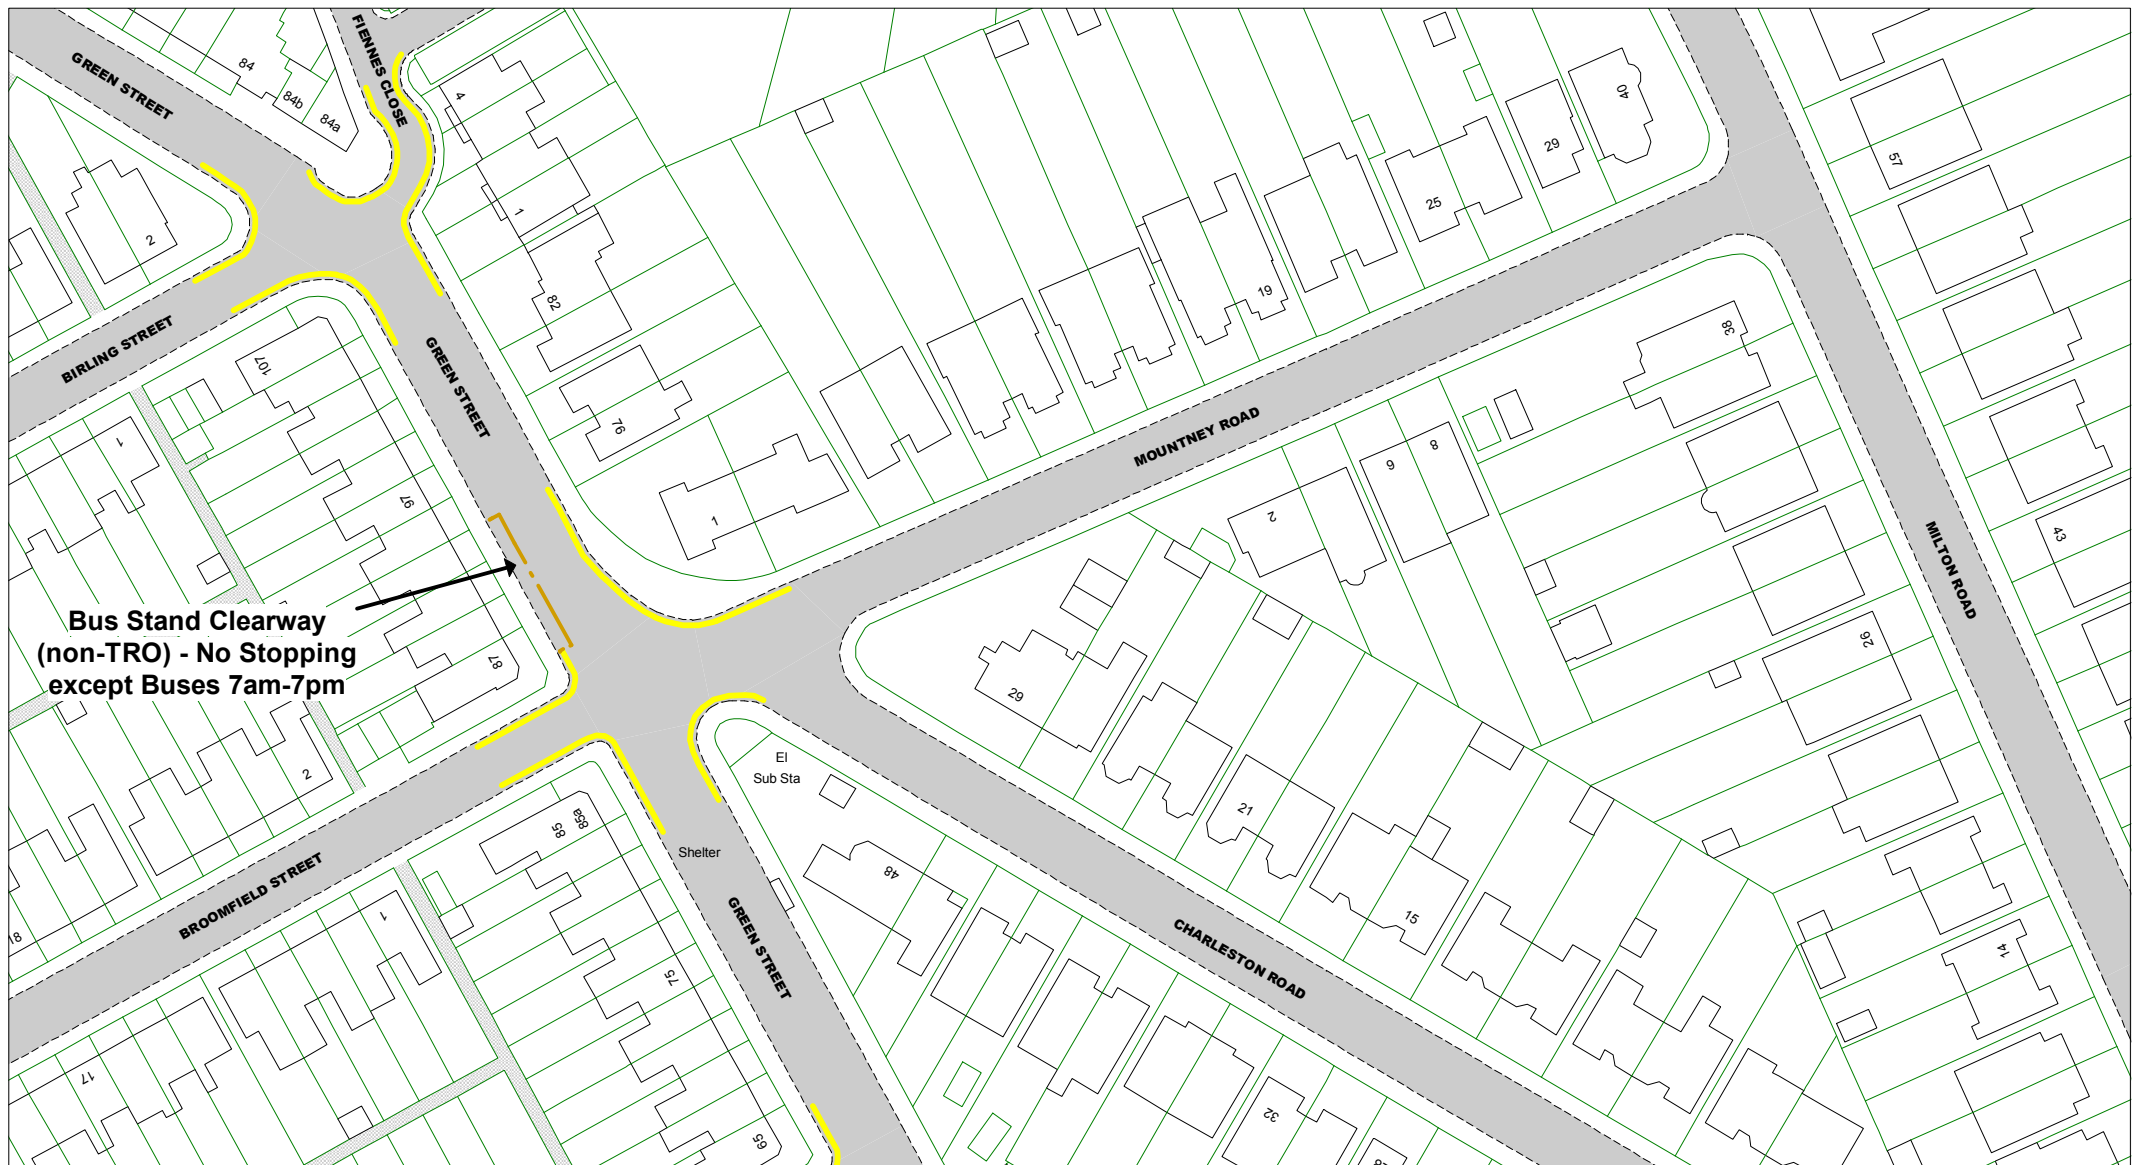 FIENNES CLOSE
GREEN STREET
84
84b
84a
4
40
29
57
25
2
1
19
82
BIRLING STREET
GREEN STREET
107
38
76
MOUNTNEY ROAD
1
8
6
97
1
2
43
MILTON ROAD
Bus Stand Clearway
(non-TRO) - No Stopping
except Buses 7am-7pm
26
87
29
El
Sub Sta
2
21
85
85a
Shelter
48
BROOMFIELD STREET
15
1
GREEN STREET
CHARLESTON ROAD
18
14
75
17
32
65